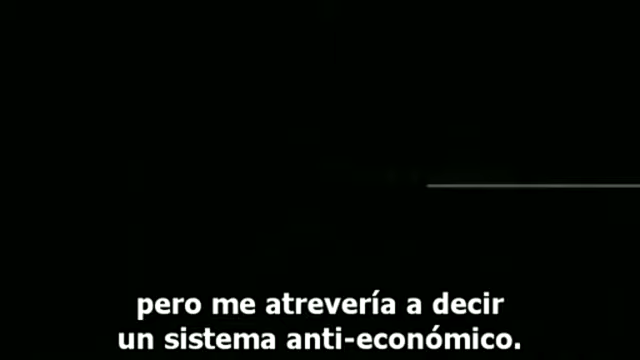 pero me atrevería a decir
un sistema anti-económico.